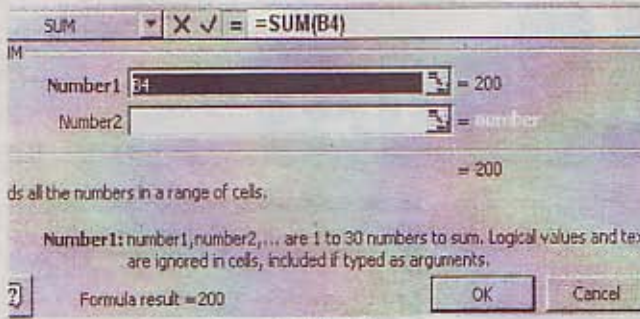 SUM = =SUM(B4)
Number1 B4 = 200
Number2 = number
= 200
ds all the numbers in a range of cells.
Number1: number1,number2,... are 1 to 30 numbers to sum. Logical values and tex
are ignored in cells, included if typed as arguments.
Formula result =200 OK Cancel